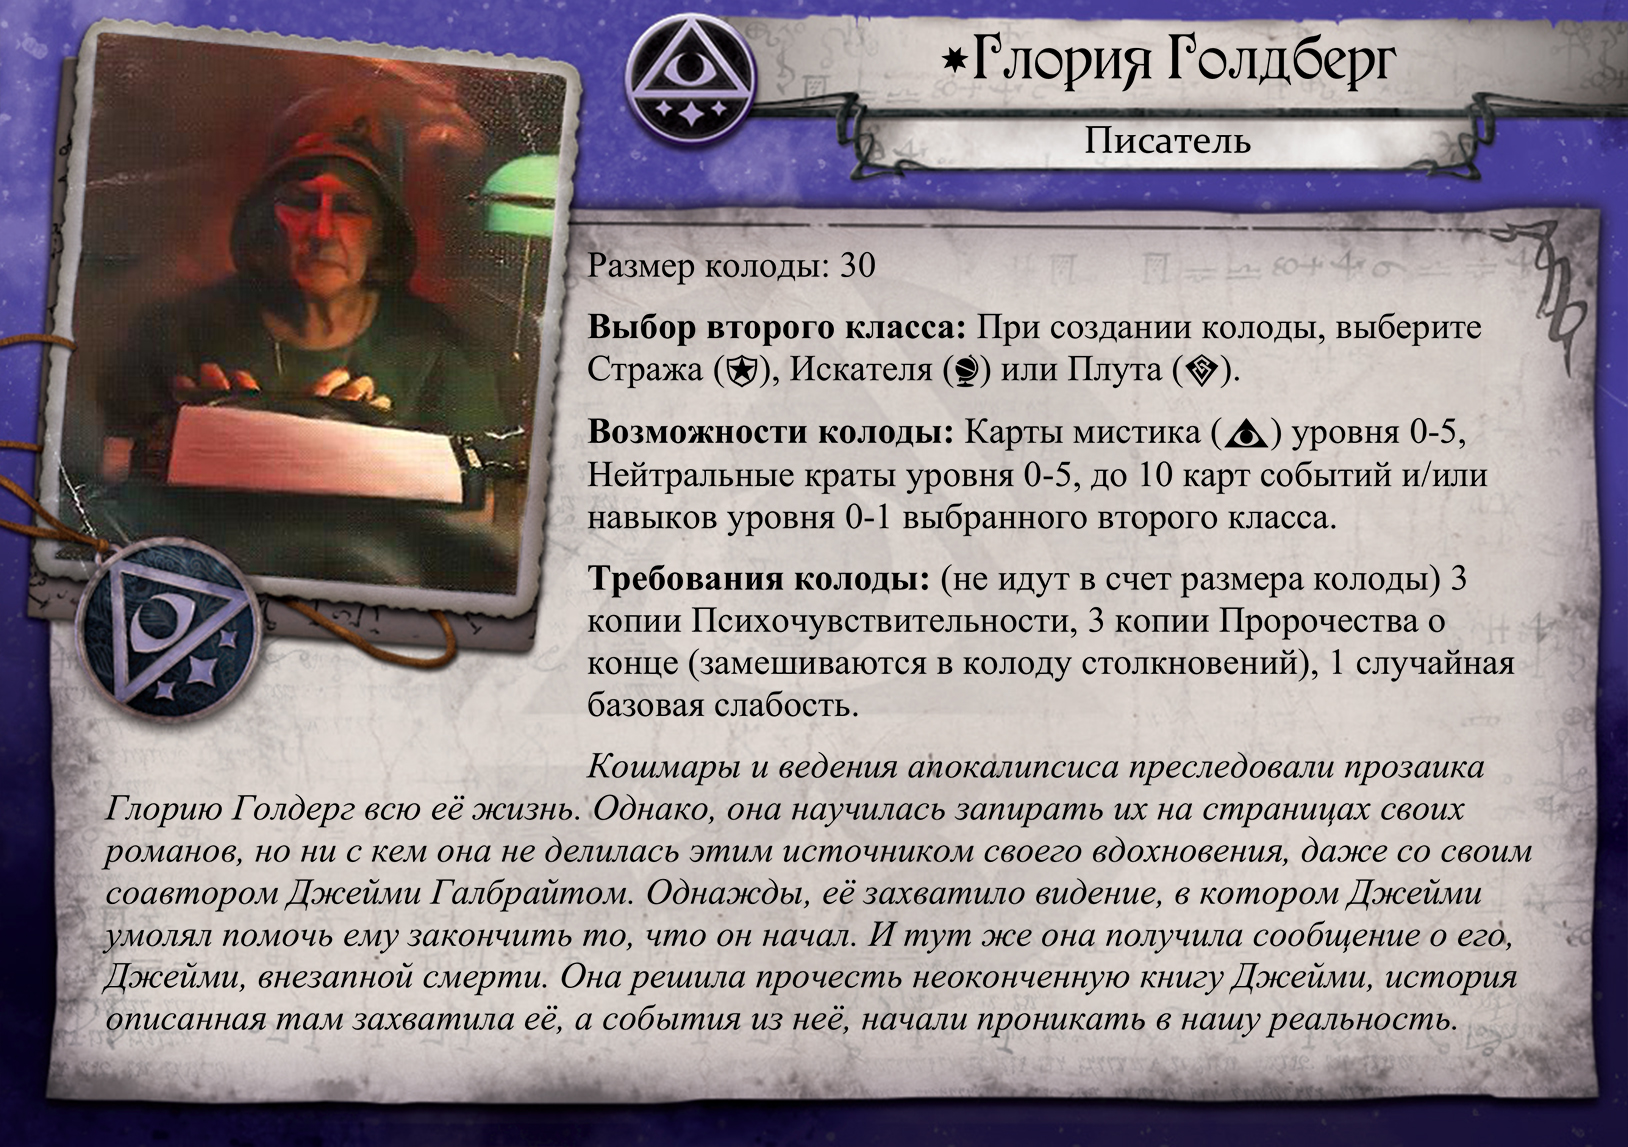 Глория Голдберг
Писатель
Размер колоды: 30
Выбор второго класса: При создании колоды, выберите
Стража (), Искателя () или Плута ().
Возможности колоды: Карты мистика () уровня 0-5,
Нейтральные краты уровня 0-5, до 10 карт событий и/или
навыков уровня 0-1 выбранного второго класса.
Требования колоды: (не идут в счет размера колоды) 3
копии Психочувствительности, 3 копии Пророчества о
конце (замешиваются в колоду столкновений), 1 случайная
базовая слабость.
Кошмары и ведения апокалипсиса преследовали прозаика
Глорию Голдерг всю её жизнь. Однако, она научилась запирать их на страницах своих
романов, но ни с кем она не делилась этим источником своего вдохновения, даже со своим
соавтором Джейми Галбрайтом. Однажды, её захватило видение, в котором Джейми
умолял помочь ему закончить то, что он начал. И тут же она получила сообщение о его,
Джейми, внезапной смерти. Она решила прочесть неоконченную книгу Джейми, история
описанная там захватила её, а события из неё, начали проникать в нашу реальность.